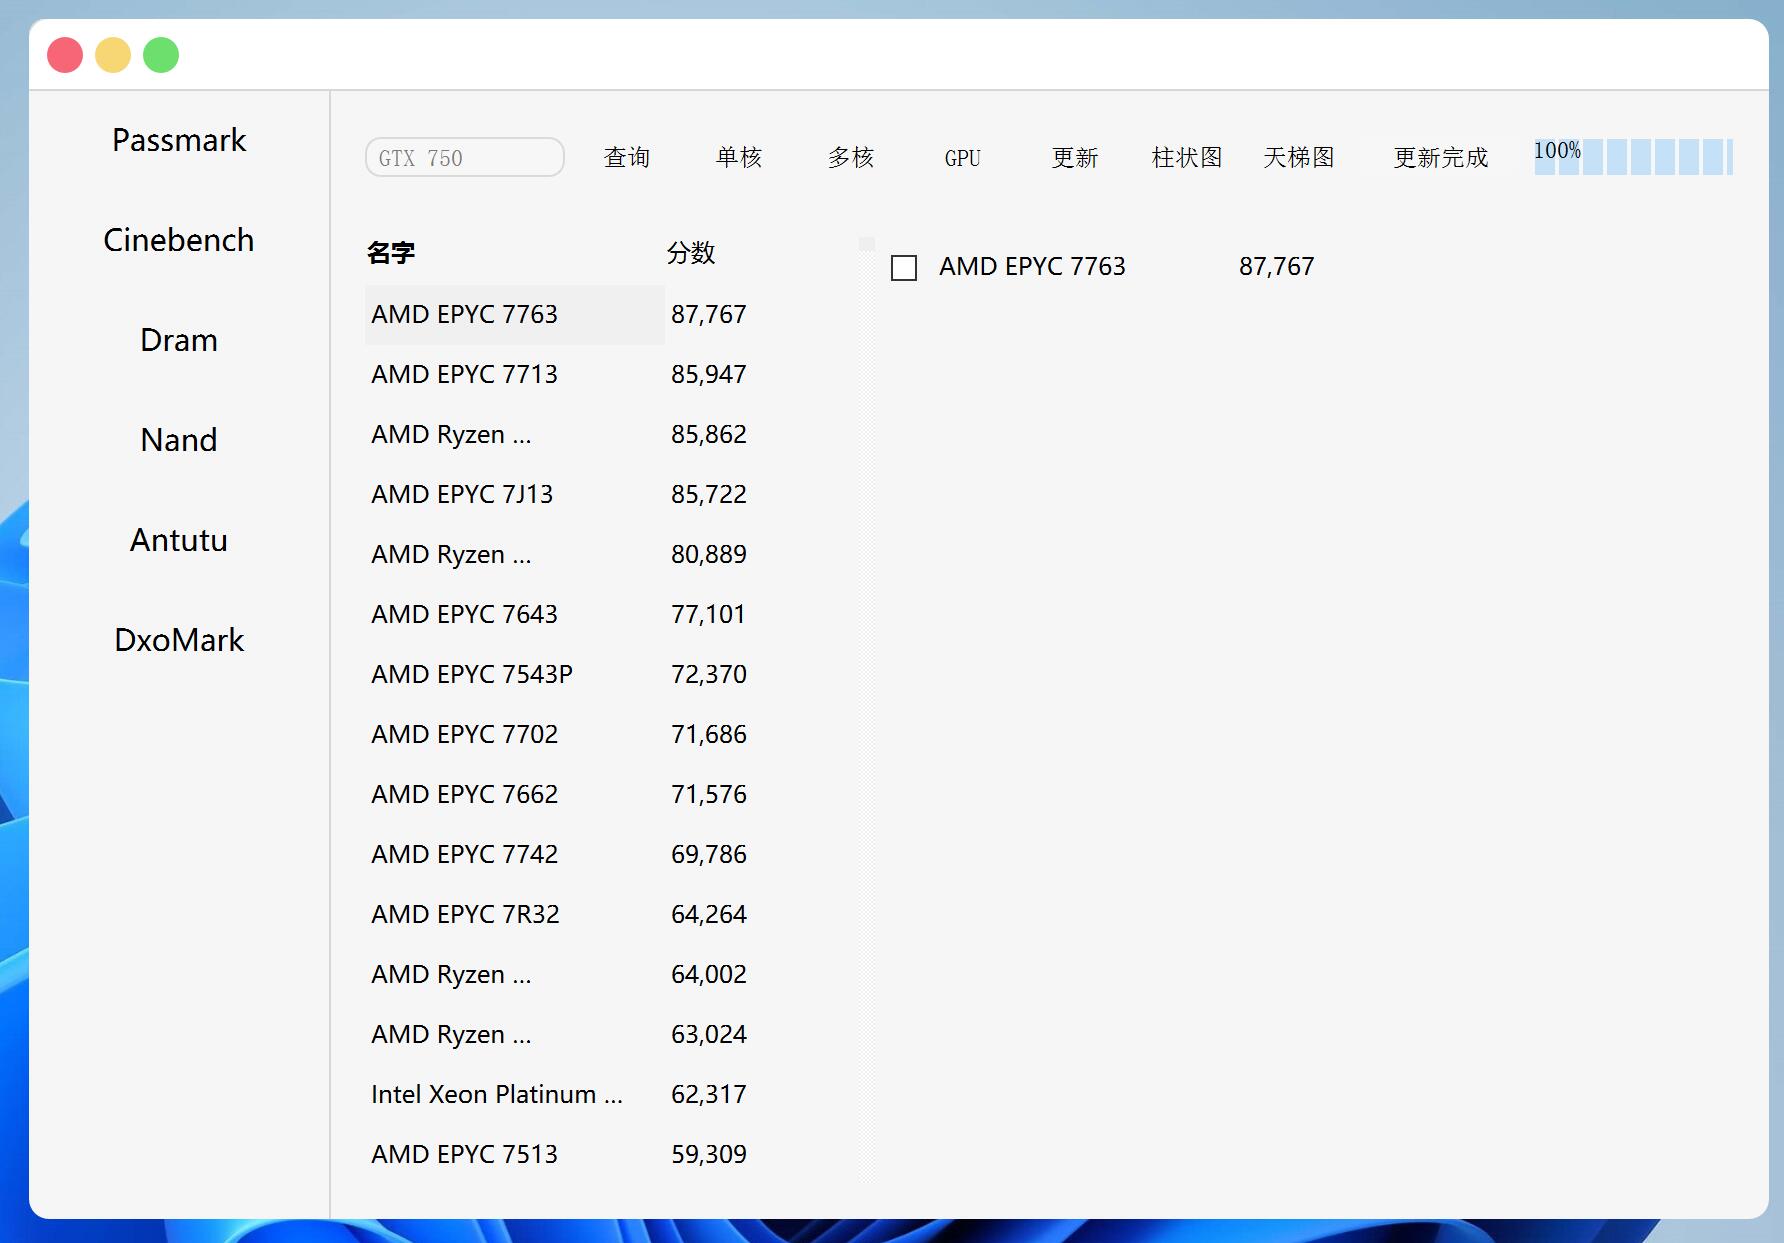 Passmark
Cinebench
Dram
Nand
Antutu
DxoMark
GTX 750 查询 单核 多核 GPU 更新 柱状图 天梯图 更新完成 100%
名字 分数
AMD EPYC 7763 87,767
AMD EPYC 7713 85,947
AMD Ryzen ... 85,862
AMD EPYC 7J13 85,722
AMD Ryzen ... 80,889
AMD EPYC 7643 77,101
AMD EPYC 7543P 72,370
AMD EPYC 7702 71,686
AMD EPYC 7662 71,576
AMD EPYC 7742 69,786
AMD EPYC 7R32 64,264
AMD Ryzen ... 64,002
AMD Ryzen ... 63,024
Intel Xeon Platinum ... 62,317
AMD EPYC 7513 59,309
AMD EPYC 7763 87,767